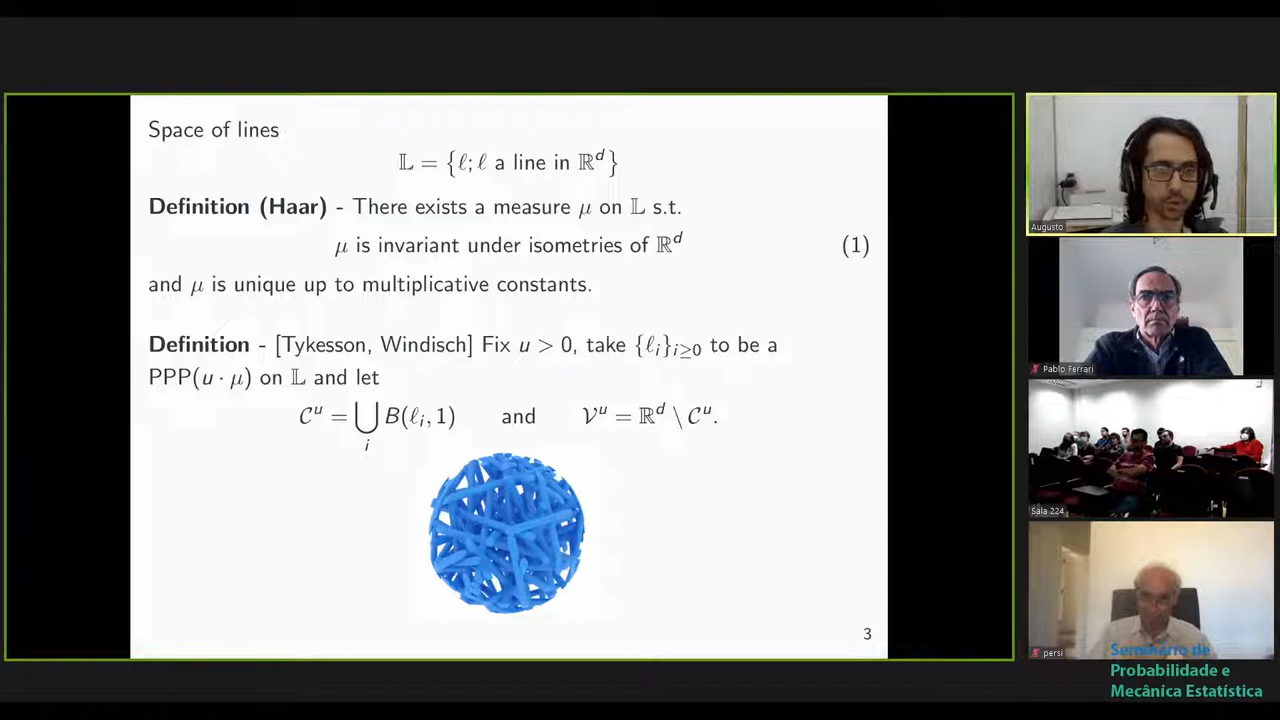 Space of lines
𝕃 = {ℓ; ℓ a line in ℝ^d}
Definition (Haar) - There exists a measure μ on 𝕃 s.t.
μ is invariant under isometries of ℝ^d (1)
and μ is unique up to multiplicative constants.
Definition - [Tykesson, Windisch] Fix u > 0, take {ℓ_i}_{i≥0} to be a
PPP(u · μ) on 𝕃 and let
𝒞^u = ⋃_i B(ℓ_i, 1) and 𝒱^u = ℝ^d \ 𝒞^u.
3
Augusto
Pablo Ferrari
Sala 224
persi
Seminário de
Probabilidade e
Mecânica Estatística